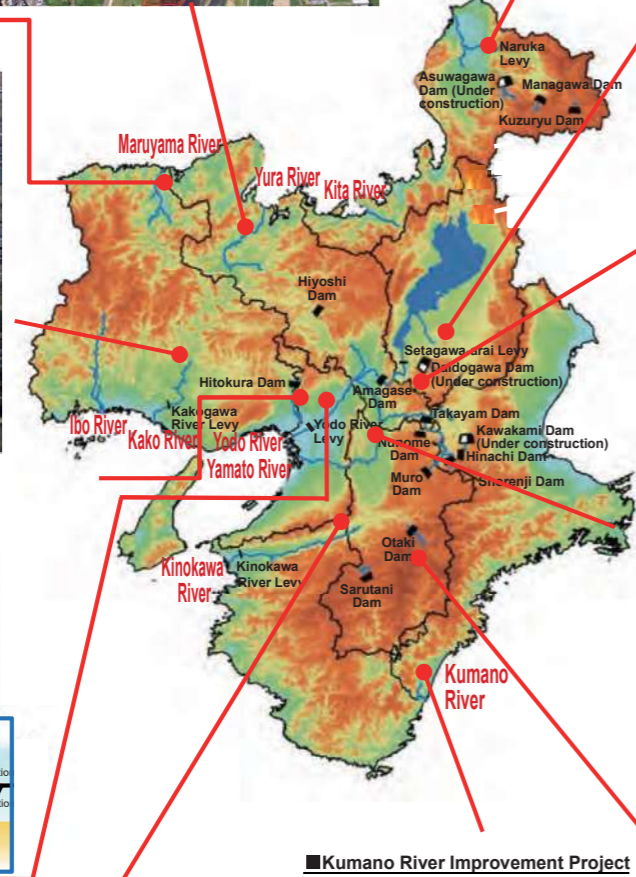 Naruka
Levy
Asuwagawa
Dam (Under
construction)
Managawa Dam
Kuzuryu Dam
Maruyama River
Yura River
Kita River
Hiyoshi
Dam
Setagawa arai Levy
Daidogawa Dam
(Under construction)
Hitokura Dam
Amagase
Dam
Kakogawa
River Levy
Yodo River
Levy
Takayam Dam
Kawakami Dam
(Under construction)
Hinachi Dam
Nunome
Dam
Ibo River
Kako River
Yodo River
Yamato River
Muro
Dam
Shorenji Dam
Otaki
Dam
Kinokawa
River
Kinokawa
River Levy
Sarutani
Dam
Kumano
River
■Kumano River Improvement Project